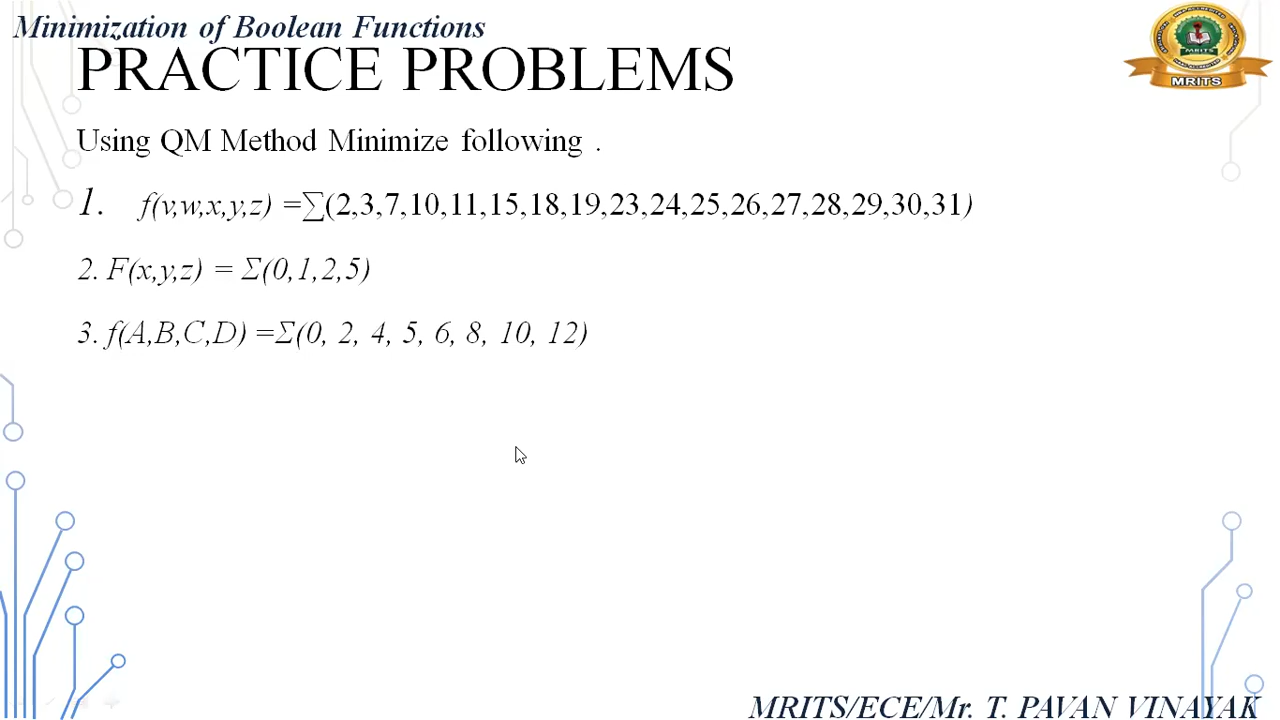 Minimization of Boolean Functions
PRACTICE PROBLEMS
MRITS
Using QM Method Minimize following .
1. f(v,w,x,y,z) =∑(2,3,7,10,11,15,18,19,23,24,25,26,27,28,29,30,31)
2. F(x,y,z) = Σ(0,1,2,5)
3. f(A,B,C,D) =Σ(0, 2, 4, 5, 6, 8, 10, 12)
MRITS/ECE/Mr. T. PAVAN VINAYAK